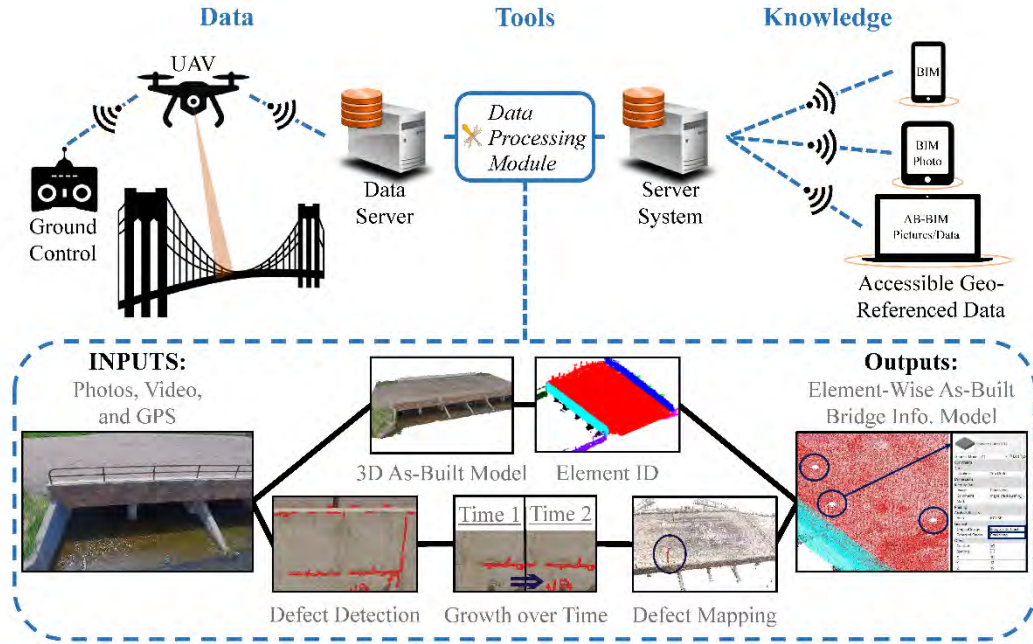 Data
Tools
Knowledge
UAV
Ground
Control
Data
Server
Data
Processing
Module
Server
System
BIM
BIM
Photo
AB-BIM
Pictures/Data
Accessible Geo-
Referenced Data
INPUTS:
Photos, Video,
and GPS
3D As-Built Model
Element ID
Defect Detection
Time 1
Time 2
Growth over Time
Defect Mapping
Outputs:
Element-Wise As-Built
Bridge Info. Model